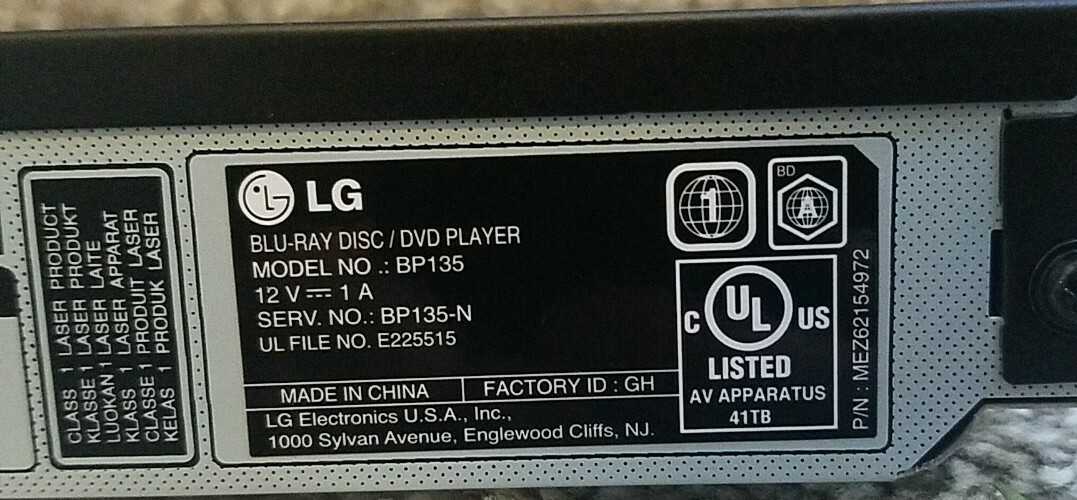 CLASS 1 LASER PRODUCT
KLASSE 1 LASER PRODUKT
LUOKAN 1 LASER LAITE
KLASS 1 LASER APPARAT
CLASSE 1 PRODUIT LASER
KELAS 1 PRODUK LASER
LG LG
BLU-RAY DISC / DVD PLAYER
MODEL NO .: BP135
12 V ⎓ 1 A
SERV. NO.: BP135-N
UL FILE NO. E225515
MADE IN CHINA
FACTORY ID : GH
LG Electronics U.S.A., Inc.,
1000 Sylvan Avenue, Englewood Cliffs, NJ.
1
BD
A
C UL US
LISTED
AV APPARATUS
41TB
P/N : MEZ62154972